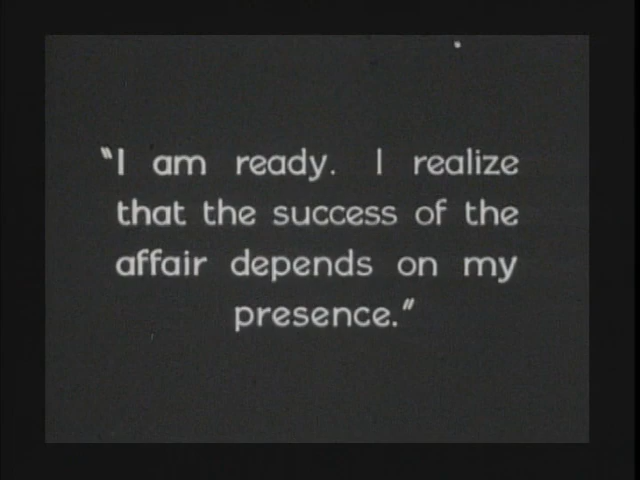 "I am ready. I realize
that the success of the
affair depends on my
presence."